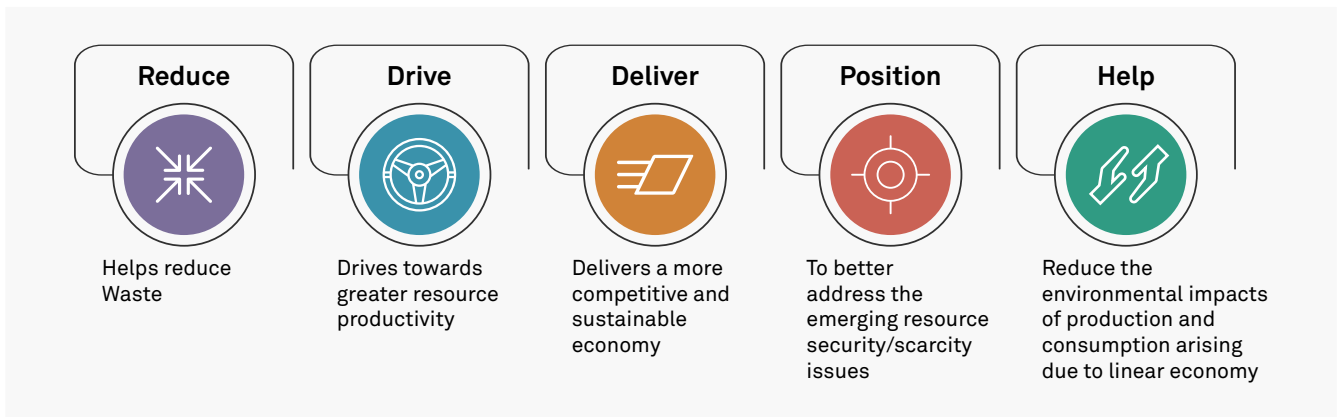 Reduce
Helps reduce
Waste
Drive
Drives towards
greater resource
productivity
Deliver
Delivers a more
competitive and
sustainable
economy
Position
To better
address the
emerging resource
security/scarcity
issues
Help
Reduce the
environmental impacts
of production and
consumption arising
due to linear economy